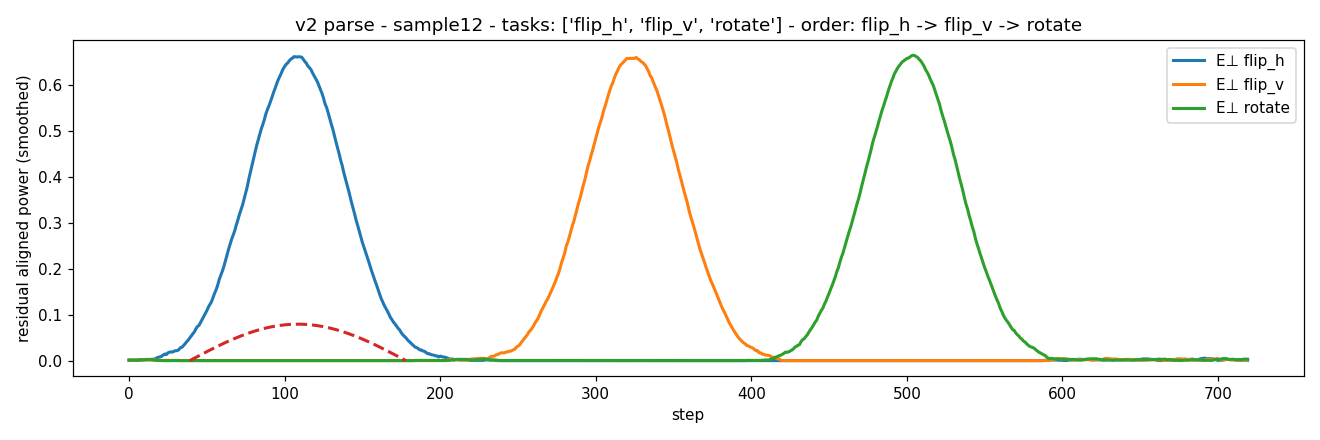 v2 parse - sample12 - tasks: ['flip_h', 'flip_v', 'rotate'] - order: flip_h -> flip_v -> rotate
residual aligned power (smoothed)
0.6
0.5
0.4
0.3
0.2
0.1
0.0
E⊥ flip_h
E⊥ flip_v
E⊥ rotate
0 100 200 300 400 500 600 700
step